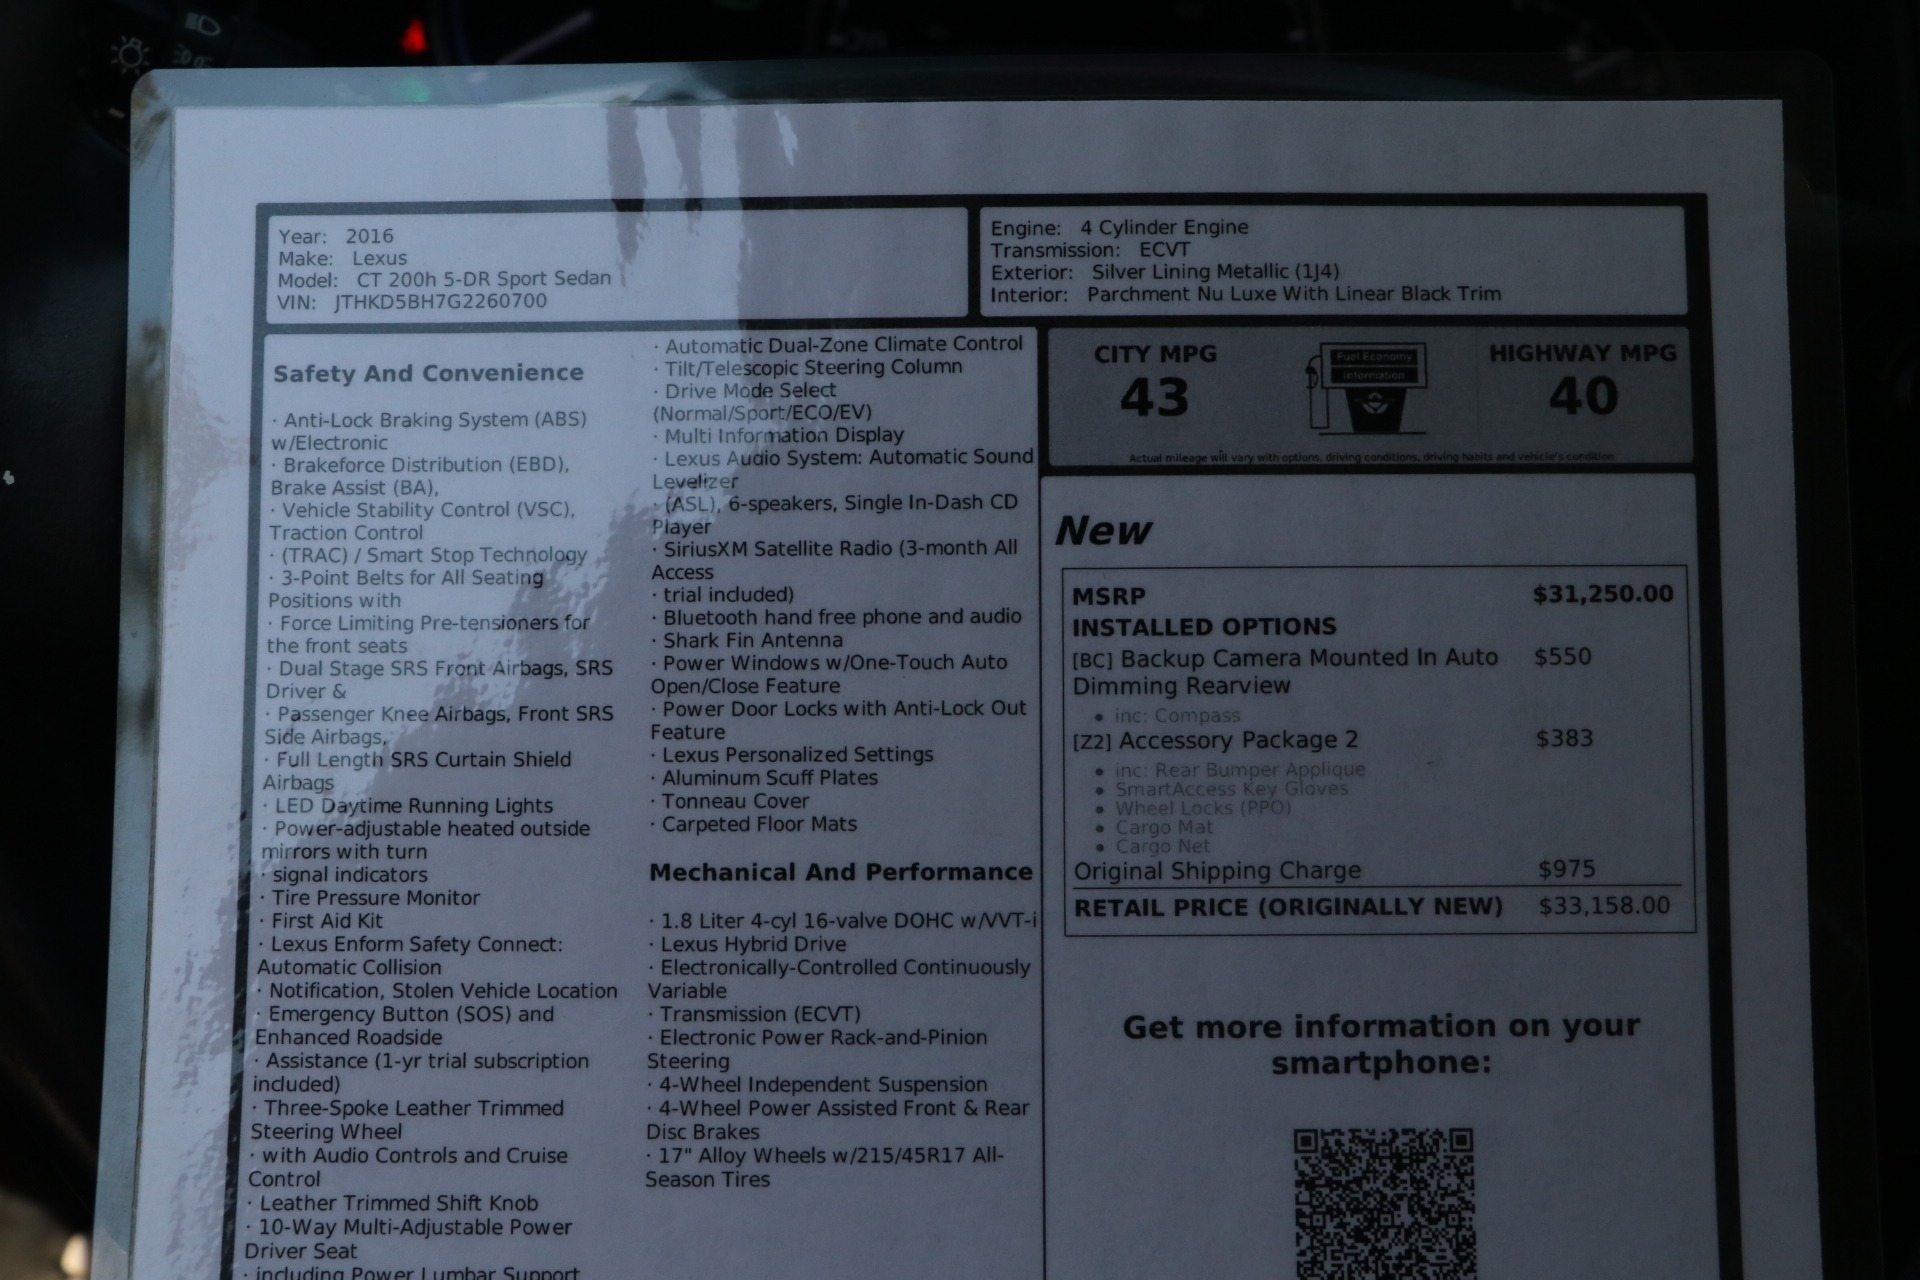 Year: 2016
Make: Lexus
Model: CT 200h 5-DR Sport Sedan
VIN: JTHKD5BH7G2260700
Engine: 4 Cylinder Engine
Transmission: ECVT
Exterior: Silver Lining Metallic (1J4)
Interior: Parchment Nu Luxe With Linear Black Trim
Safety And Convenience
· Anti-Lock Braking System (ABS)
w/Electronic
· Brakeforce Distribution (EBD),
Brake Assist (BA),
· Vehicle Stability Control (VSC),
Traction Control
· (TRAC) / Smart Stop Technology
· 3-Point Belts for All Seating
Positions with
· Force Limiting Pre-tensioners for
the front seats
· Dual Stage SRS Front Airbags, SRS
Driver &
· Passenger Knee Airbags, Front SRS
Side Airbags,
· Full Length SRS Curtain Shield
Airbags
· LED Daytime Running Lights
· Power-adjustable heated outside
mirrors with turn
· signal indicators
· Tire Pressure Monitor
· First Aid Kit
· Lexus Enform Safety Connect:
Automatic Collision
· Notification, Stolen Vehicle Location
· Emergency Button (SOS) and
Enhanced Roadside
· Assistance (1-yr trial subscription
included)
· Three-Spoke Leather Trimmed
Steering Wheel
· with Audio Controls and Cruise
Control
· Leather Trimmed Shift Knob
· 10-Way Multi-Adjustable Power
Driver Seat
· including Power Lumbar Support
· Automatic Dual-Zone Climate Control
· Tilt/Telescopic Steering Column
· Drive Mode Select
(Normal/Sport/ECO/EV)
· Multi Information Display
· Lexus Audio System: Automatic Sound
Levelizer
· (ASL), 6-speakers, Single In-Dash CD
Player
· SiriusXM Satellite Radio (3-month All
Access
· trial included)
· Bluetooth hand free phone and audio
· Shark Fin Antenna
· Power Windows w/One-Touch Auto
Open/Close Feature
· Power Door Locks with Anti-Lock Out
Feature
· Lexus Personalized Settings
· Aluminum Scuff Plates
· Tonneau Cover
· Carpeted Floor Mats
Mechanical And Performance
· 1.8 Liter 4-cyl 16-valve DOHC w/VVT-i
· Lexus Hybrid Drive
· Electronically-Controlled Continuously
Variable
· Transmission (ECVT)
· Electronic Power Rack-and-Pinion
Steering
· 4-Wheel Independent Suspension
· 4-Wheel Power Assisted Front & Rear
Disc Brakes
· 17" Alloy Wheels w/215/45R17 All-
Season Tires
CITY MPG
43
Fuel Economy
Information
HIGHWAY MPG
40
Actual mileage will vary with options, driving conditions, driving habits and vehicle's condition
New
MSRP $31,250.00
INSTALLED OPTIONS
[BC] Backup Camera Mounted In Auto $550
Dimming Rearview
• inc: Compass
[Z2] Accessory Package 2 $383
• inc: Rear Bumper Applique
• SmartAccess Key Gloves
• Wheel Locks (PPO)
• Cargo Mat
• Cargo Net
Original Shipping Charge $975
RETAIL PRICE (ORIGINALLY NEW) $33,158.00
Get more information on your
smartphone: